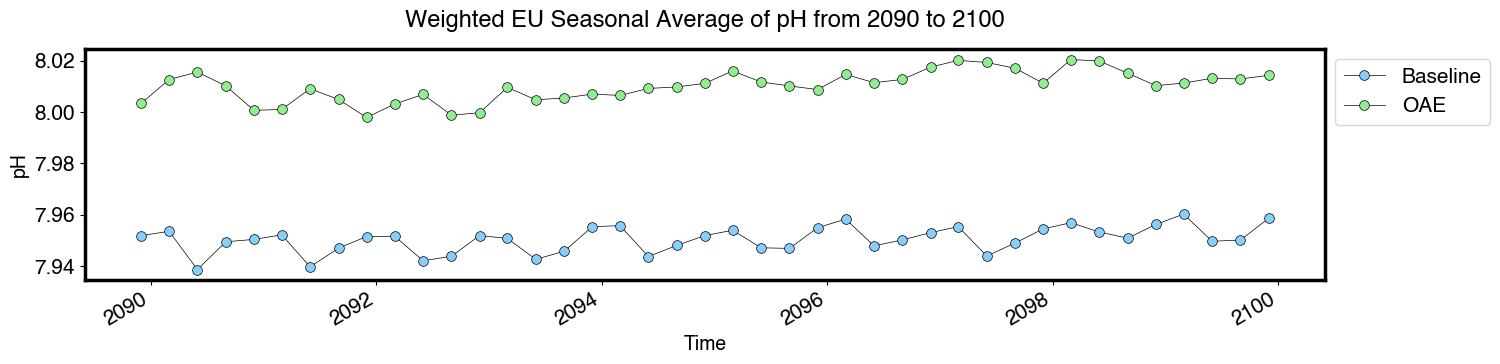 Weighted EU Seasonal Average of pH from 2090 to 2100
8.02
8.00
7.98
7.96
7.94
pH
Baseline
OAE
2090
2092
2094
2096
2098
2100
Time